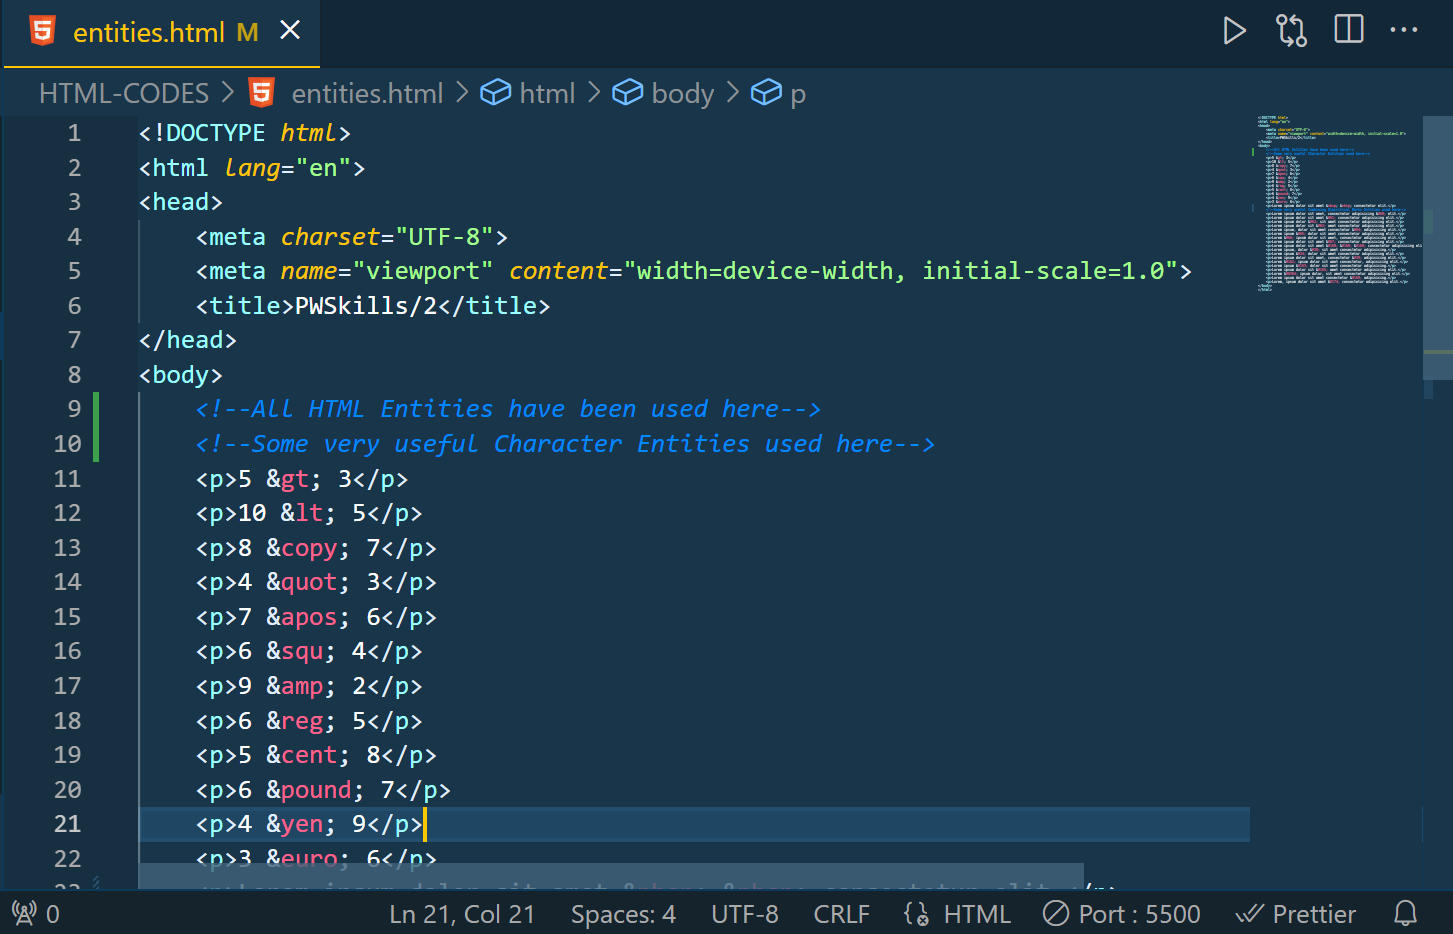 entities.html M
HTML-CODES > entities.html > html > body > p
1 <!DOCTYPE html>
2 <html lang="en">
3 <head>
4 <meta charset="UTF-8">
5 <meta name="viewport" content="width=device-width, initial-scale=1.0">
6 <title>PWSkills/2</title>
7 </head>
8 <body>
9 <!--All HTML Entities have been used here-->
10 <!--Some very useful Character Entities used here-->
11 <p>5 &gt; 3</p>
12 <p>10 &lt; 5</p>
13 <p>8 &copy; 7</p>
14 <p>4 &quot; 3</p>
15 <p>7 &apos; 6</p>
16 <p>6 &squ; 4</p>
17 <p>9 &amp; 2</p>
18 <p>6 &reg; 5</p>
19 <p>5 &cent; 8</p>
20 <p>6 &pound; 7</p>
21 <p>4 &yen; 9</p>
22 <p>3 &euro; 6</p>
0 Ln 21, Col 21 Spaces: 4 UTF-8 CRLF HTML Port : 5500 Prettier